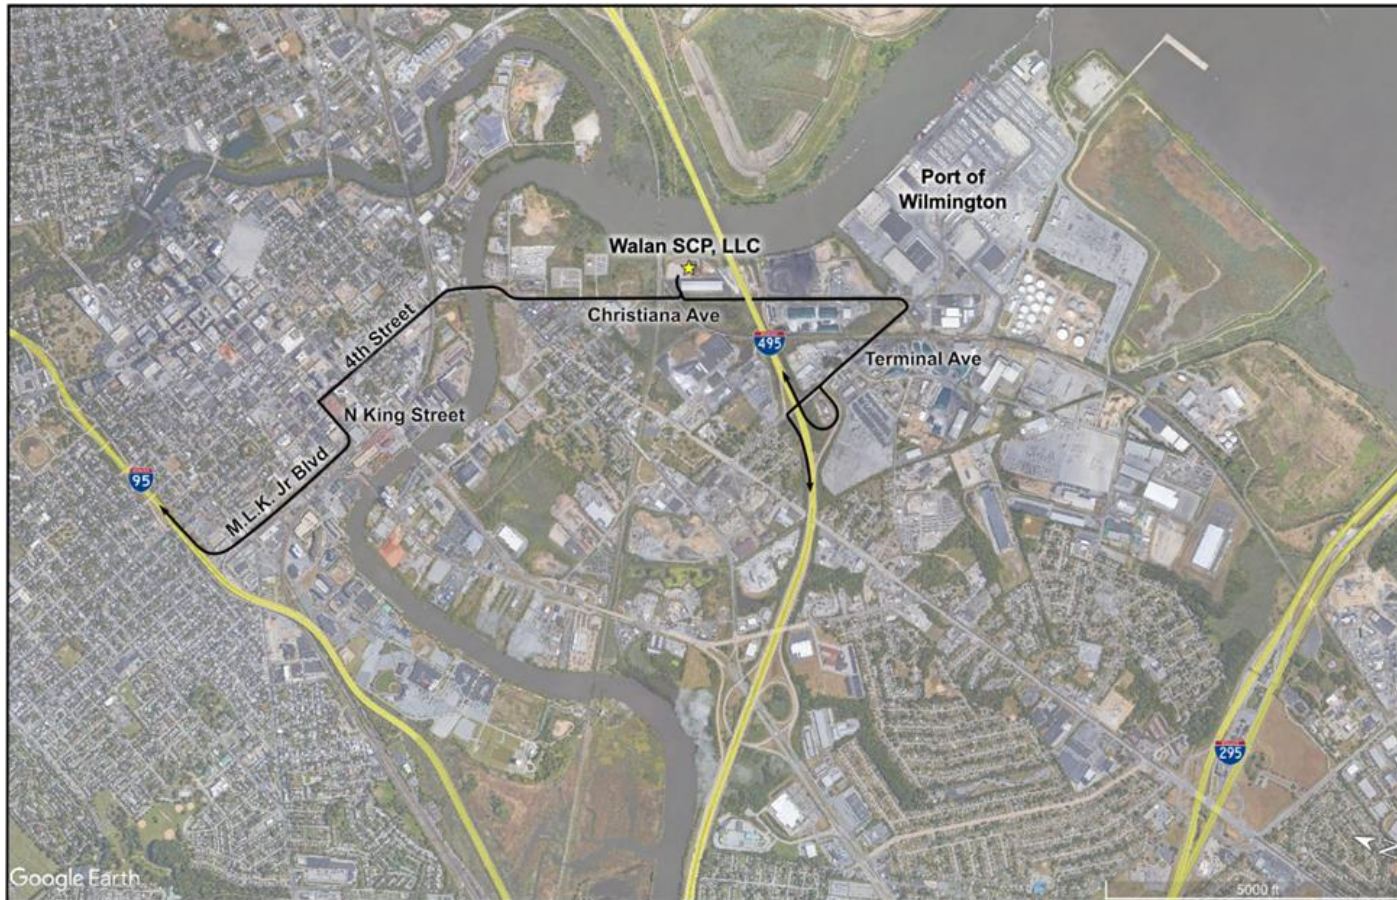 Port of
Wilmington
Walan SCP, LLC
Christiana Ave
4th Street
495
Terminal Ave
N King Street
M.L.K. Jr Blvd
95
295
Google Earth
5000 ft